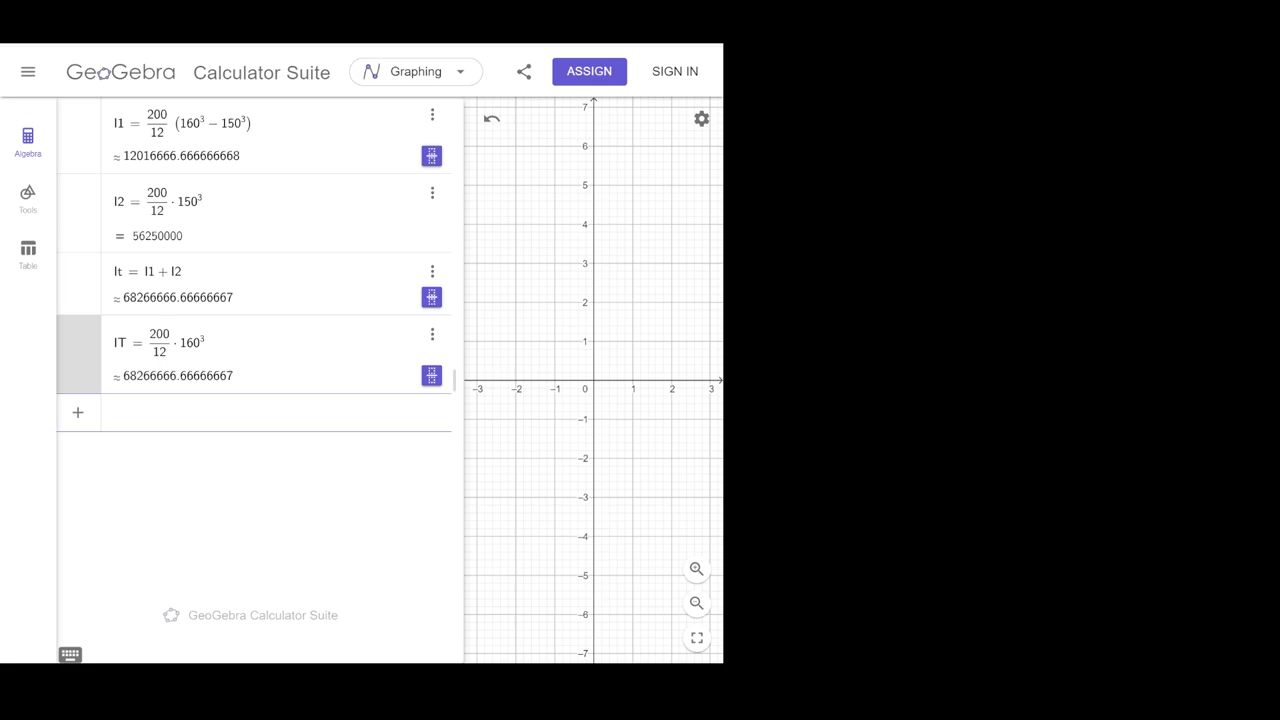 GeoGebra Calculator Suite Graphing ASSIGN SIGN IN
Algebra
Tools
Table
I1 = 200/12 (160³ − 150³)
≈ 12016666.666666668
I2 = 200/12 · 150³
= 56250000
It = I1 + I2
≈ 68266666.66666667
IT = 200/12 · 160³
≈ 68266666.66666667
+
GeoGebra Calculator Suite
7
6
5
4
3
2
1
−3 −2 −1 0 1 2 3
−1
−2
−3
−4
−5
−6
−7